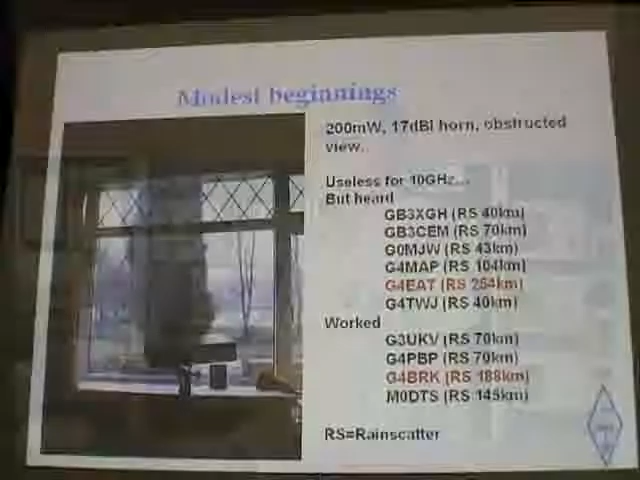 Modest beginnings
200mW, 17dBi horn, obstructed
view..
Useless for 10GHz...
But heard
GB3XGH (RS 40km)
GB3CEM (RS 70km)
G0MJW (RS 43km)
G4MAP (RS 104km)
G4EAT (RS 254km)
G4TWJ (RS 40km)
Worked
G3UKV (RS 70km)
G4PBP (RS 70km)
G4BRK (RS 188km)
M0DTS (RS 145km)
RS=Rainscatter